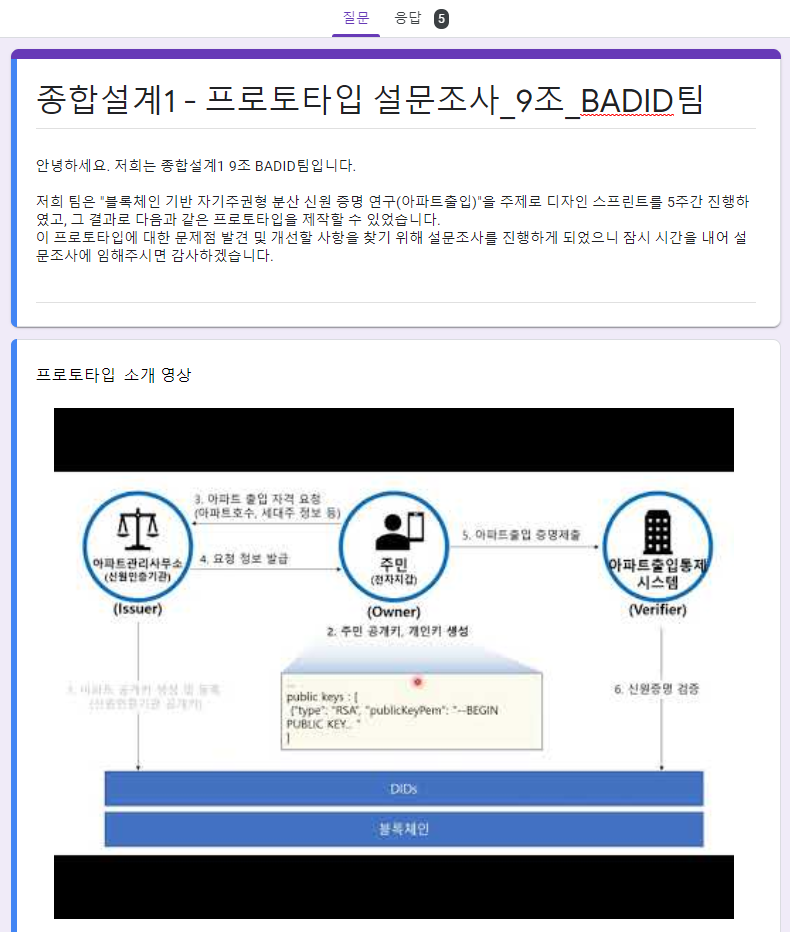 질문 응답 5
종합설계1 - 프로토타입 설문조사_9조_BADID팀
안녕하세요. 저희는 종합설계1 9조 BADID팀입니다.
저희 팀은 "블록체인 기반 자기주권형 분산 신원 증명 연구(아파트출입)"을 주제로 디자인 스프린트를 5주간 진행하
였고, 그 결과로 다음과 같은 프로토타입을 제작할 수 있었습니다.
이 프로토타입에 대한 문제점 발견 및 개선할 사항을 찾기 위해 설문조사를 진행하게 되었으니 잠시 시간을 내어 설
문조사에 임해주시면 감사하겠습니다.
프로토타입 소개 영상
3. 아파트 출입 자격 요청
(아파트호수, 세대주 정보 등)
4. 요청 정보 발급
5. 아파트출입 증명제출
아파트관리사무소
(신원인증기관)
(Issuer)
주민
(전자지갑)
(Owner)
아파트출입통제
시스템
(Verifier)
2. 주민 공개키, 개인키 생성
1. 아파트 공개키 생성 및 등록
(신원인증기관 공개키)
...
public keys : [
{"type": "RSA", "publicKeyPem": "--BEGIN
PUBLIC KEY... "
]
6. 신원증명 검증
DIDs
블록체인